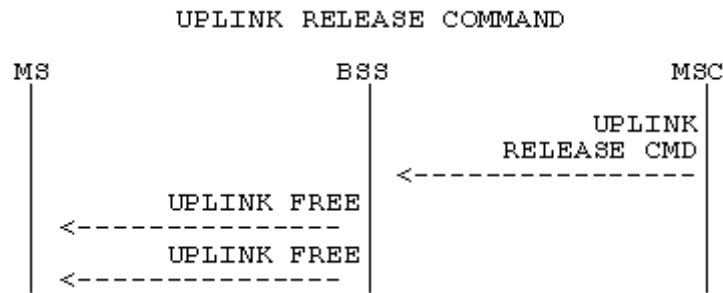 UPLINK RELEASE COMMAND
MS BSS MSC
UPLINK
RELEASE CMD
UPLINK FREE
UPLINK FREE